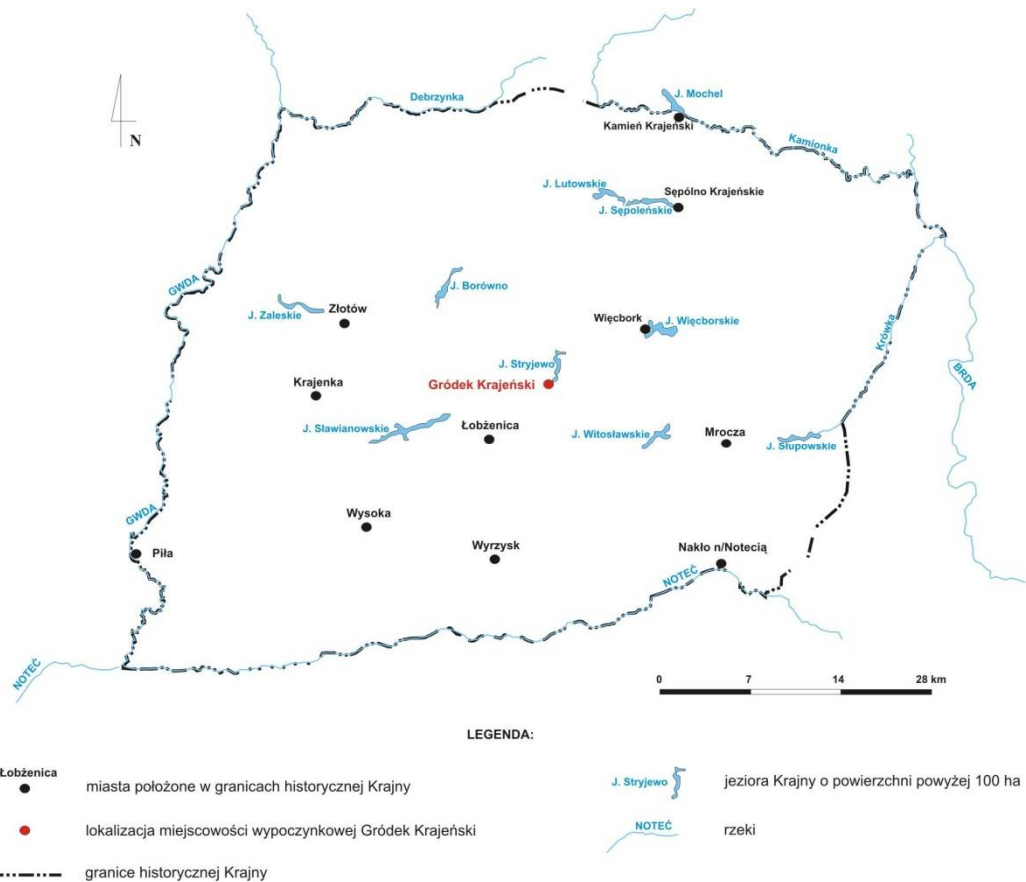 Debrzynka
J. Mochel
Kamień Krajeński
Kamionka
N
J. Lutowskie
Sępólno Krajeńskie
J. Sępoleńskie
GWDA
J. Borówno
J. Zaleskie
Złotów
Więcbork
J. Więcborskie
Krówka
BRDA
J. Stryjewo
Gródek Krajeński
Krajenka
J. Sławianowskie
Łobżenica
J. Witosławskie
Mrocza
J. Słupowskie
GWDA
Wysoka
Piła
Wyrzysk
Nakło n/Notecią
NOTEĆ
NOTEĆ
0 7 14 28 km
LEGENDA:
Łobżenica
miasta położone w granicach historycznej Krajny
lokalizacja miejscowości wypoczynkowej Gródek Krajeński
granice historycznej Krajny
J. Stryjewo
jeziora Krajny o powierzchni powyżej 100 ha
NOTEĆ
rzeki